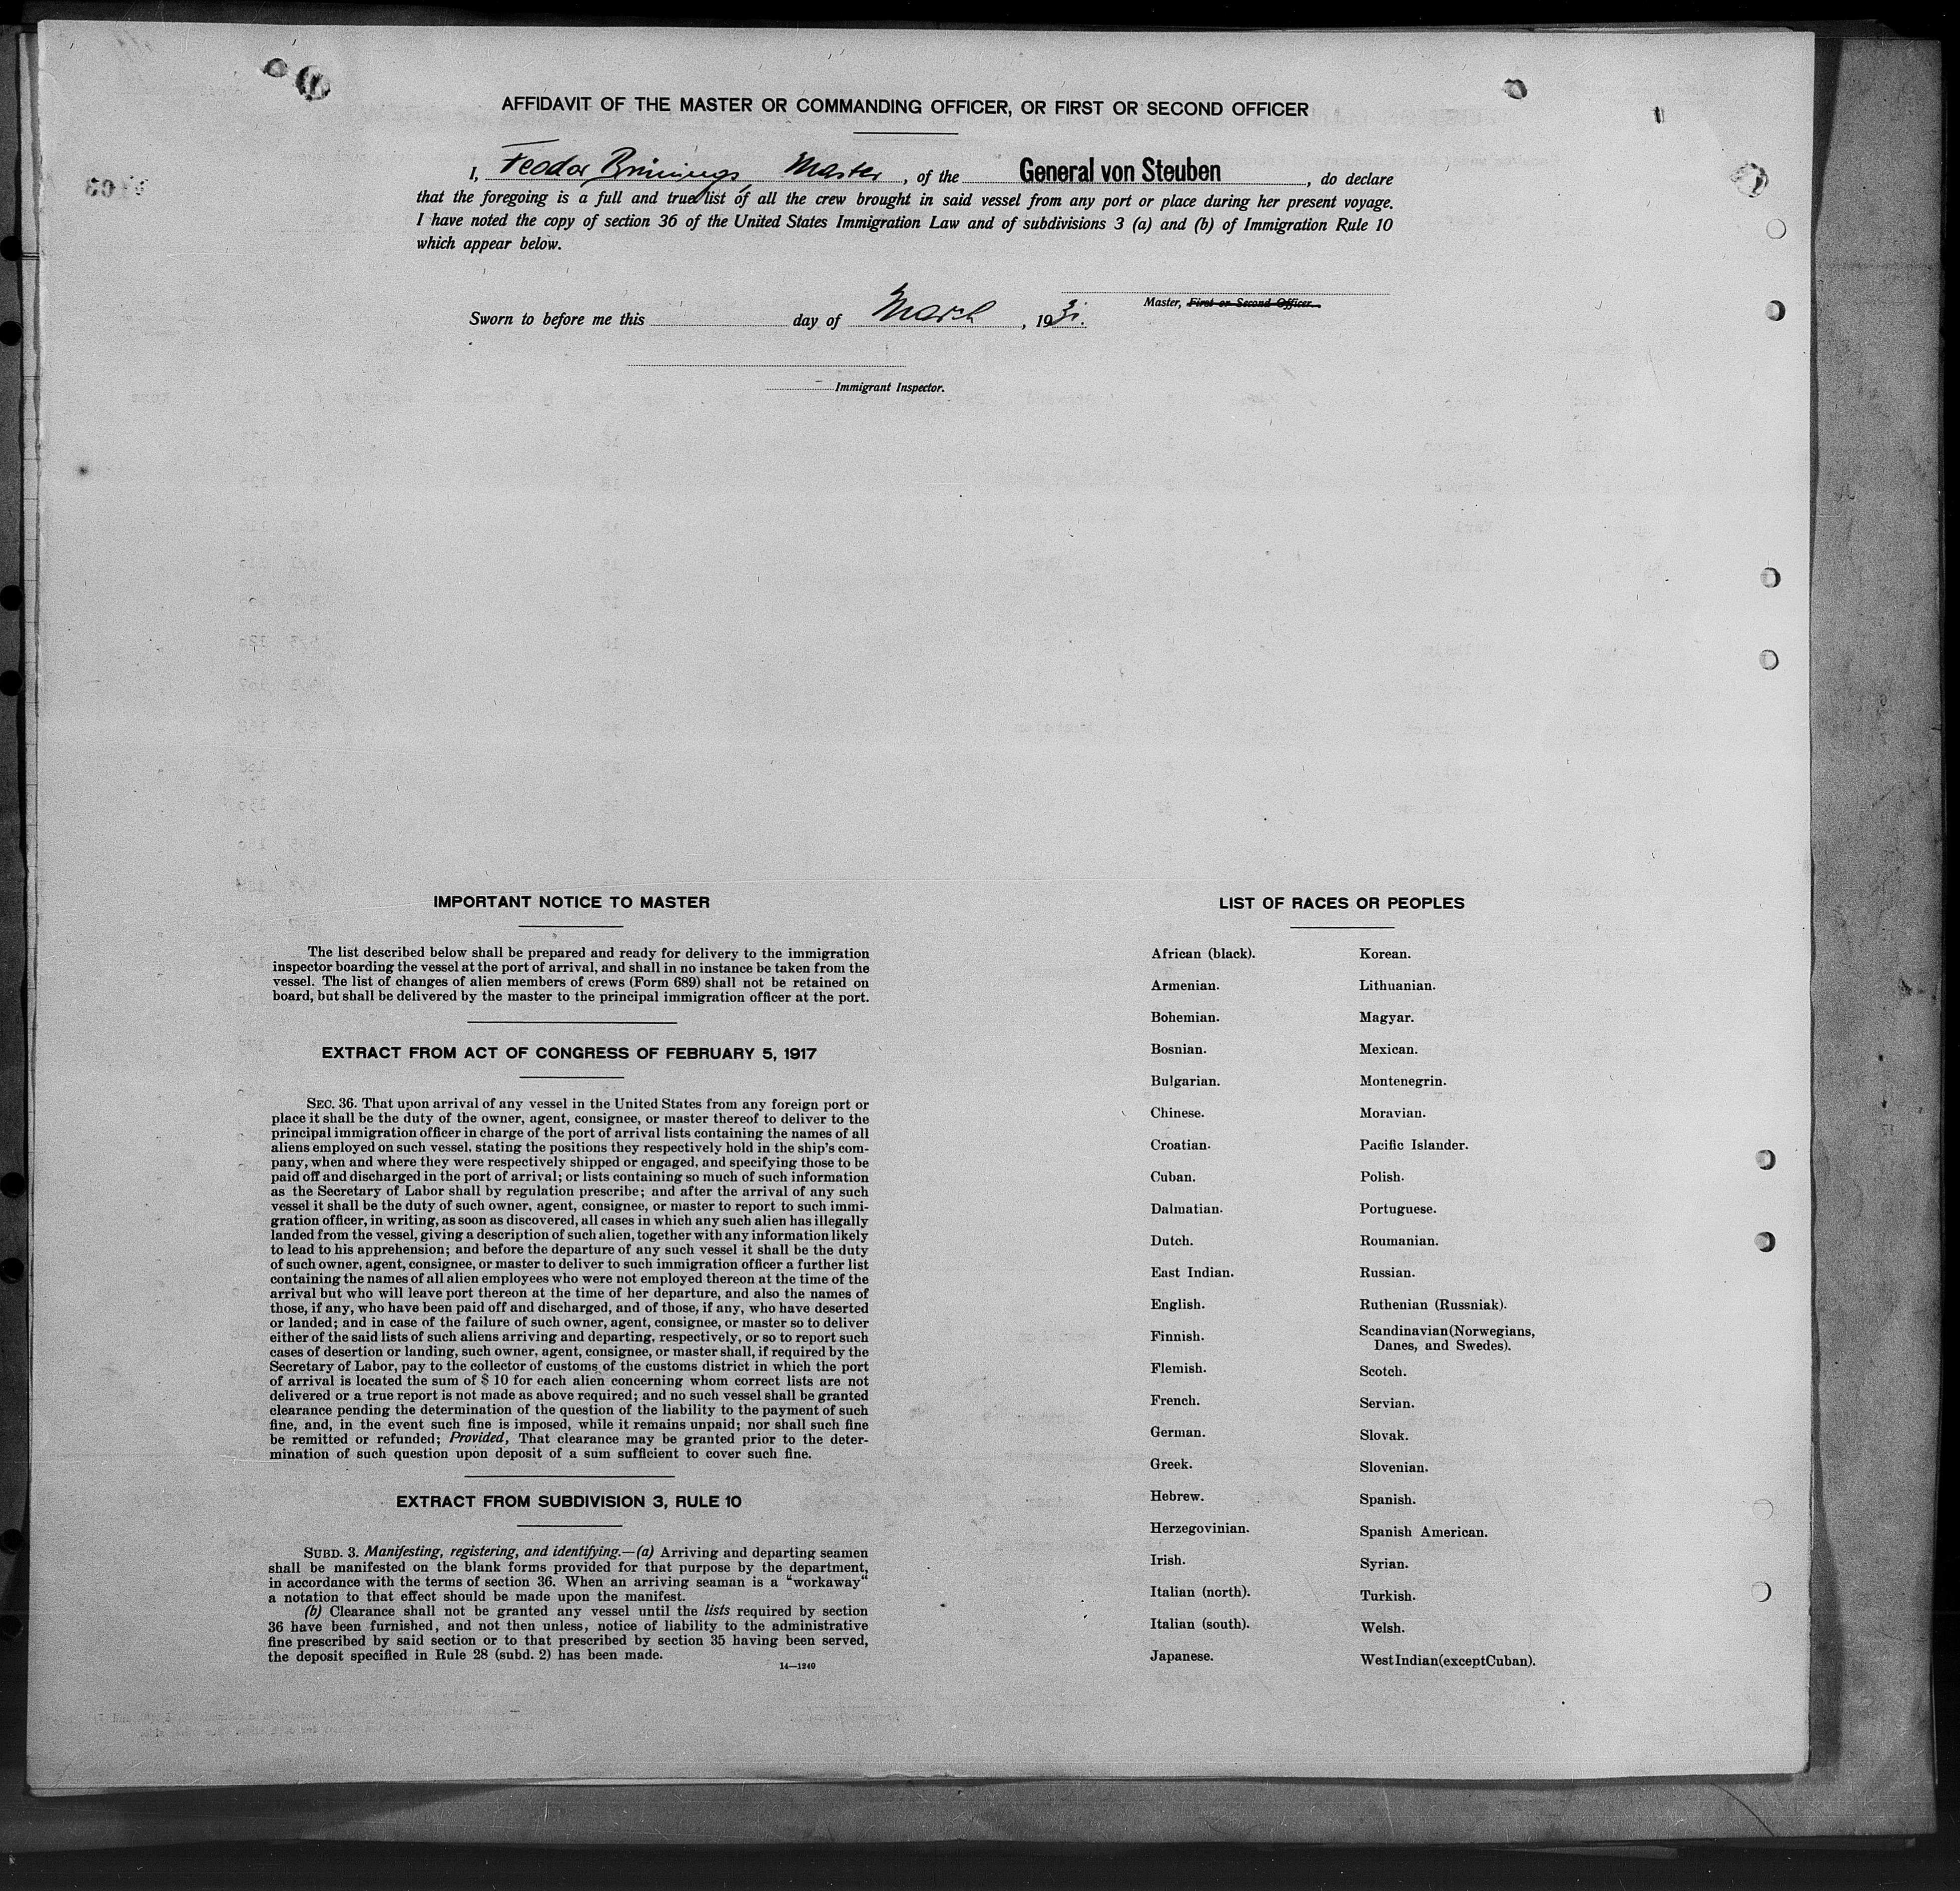 AFFIDAVIT OF THE MASTER OR COMMANDING OFFICER, OR FIRST OR SECOND OFFICER
I, Feodor Brünings, Master, of the General von Steuben, do declare
that the foregoing is a full and true list of all the crew brought in said vessel from any port or place during her present voyage.
I have noted the copy of section 36 of the United States Immigration Law and of subdivisions 3 (a) and (b) of Immigration Rule 10
which appear below.
Master, First or Second Officer.
Sworn to before me this day of March, 1931.
Immigrant Inspector.
IMPORTANT NOTICE TO MASTER
The list described below shall be prepared and ready for delivery to the immigration
inspector boarding the vessel at the port of arrival, and shall in no instance be taken from the
vessel. The list of changes of alien members of crews (Form 689) shall not be retained on
board, but shall be delivered by the master to the principal immigration officer at the port.
EXTRACT FROM ACT OF CONGRESS OF FEBRUARY 5, 1917
SEC. 36. That upon arrival of any vessel in the United States from any foreign port or
place it shall be the duty of the owner, agent, consignee, or master thereof to deliver to the
principal immigration officer in charge of the port of arrival lists containing the names of all
aliens employed on such vessel, stating the positions they respectively hold in the ship's com-
pany, when and where they were respectively shipped or engaged, and specifying those to be
paid off and discharged in the port of arrival; or lists containing so much of such information
as the Secretary of Labor shall by regulation prescribe; and after the arrival of any such
vessel it shall be the duty of such owner, agent, consignee, or master to report to such immi-
gration officer, in writing, as soon as discovered, all cases in which any such alien has illegally
landed from the vessel, giving a description of such alien, together with any information likely
to lead to his apprehension; and before the departure of any such vessel it shall be the duty
of such owner, agent, consignee, or master to deliver to such immigration officer a further list
containing the names of all alien employees who were not employed thereon at the time of the
arrival but who will leave port thereon at the time of her departure, and also the names of
those, if any, who have been paid off and discharged, and of those, if any, who have deserted
or landed; and in case of the failure of such owner, agent, consignee, or master so to deliver
either of the said lists of such aliens arriving and departing, respectively, or so to report such
cases of desertion or landing, such owner, agent, consignee, or master shall, if required by the
Secretary of Labor, pay to the collector of customs of the customs district in which the port
of arrival is located the sum of $ 10 for each alien concerning whom correct lists are not
delivered or a true report is not made as above required; and no such vessel shall be granted
clearance pending the determination of the question of the liability to the payment of such
fine, and, in the event such fine is imposed, while it remains unpaid; nor shall such fine
be remitted or refunded; Provided, That clearance may be granted prior to the deter-
mination of such question upon deposit of a sum sufficient to cover such fine.
EXTRACT FROM SUBDIVISION 3, RULE 10
SUBD. 3. Manifesting, registering, and identifying.—(a) Arriving and departing seamen
shall be manifested on the blank forms provided for that purpose by the department,
in accordance with the terms of section 36. When an arriving seaman is a "workaway"
a notation to that effect should be made upon the manifest.
(b) Clearance shall not be granted any vessel until the lists required by section
36 have been furnished, and not then unless, notice of liability to the administrative
fine prescribed by said section or to that prescribed by section 35 having been served,
the deposit specified in Rule 28 (subd. 2) has been made.
14—1240
LIST OF RACES OR PEOPLES
African (black).
Armenian.
Bohemian.
Bosnian.
Bulgarian.
Chinese.
Croatian.
Cuban.
Dalmatian.
Dutch.
East Indian.
English.
Finnish.
Flemish.
French.
German.
Greek.
Hebrew.
Herzegovinian.
Irish.
Italian (north).
Italian (south).
Japanese.
Korean.
Lithuanian.
Magyar.
Mexican.
Montenegrin.
Moravian.
Pacific Islander.
Polish.
Portuguese.
Roumanian.
Russian.
Ruthenian (Russniak).
Scandinavian(Norwegians,
Danes, and Swedes).
Scotch.
Servian.
Slovak.
Slovenian.
Spanish.
Spanish American.
Syrian.
Turkish.
Welsh.
West Indian(except Cuban).